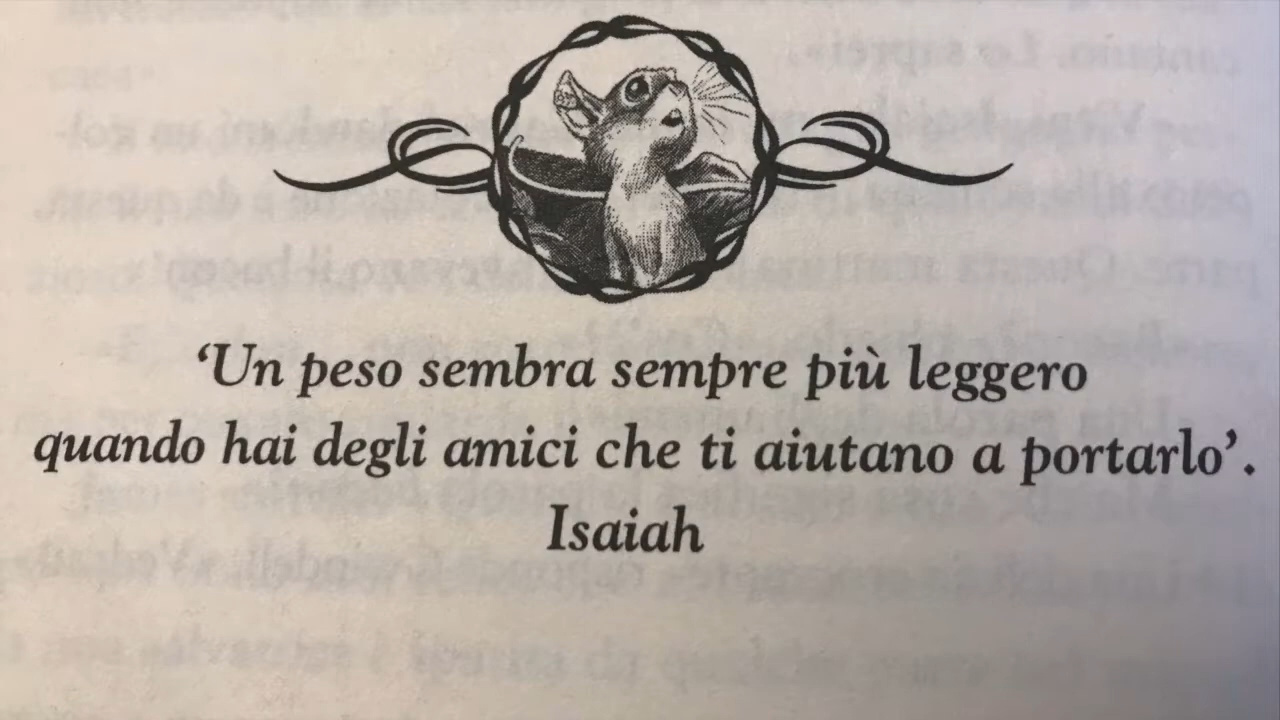 ‘Un peso sembra sempre più leggero
quando hai degli amici che ti aiutano a portarlo’.
Isaiah